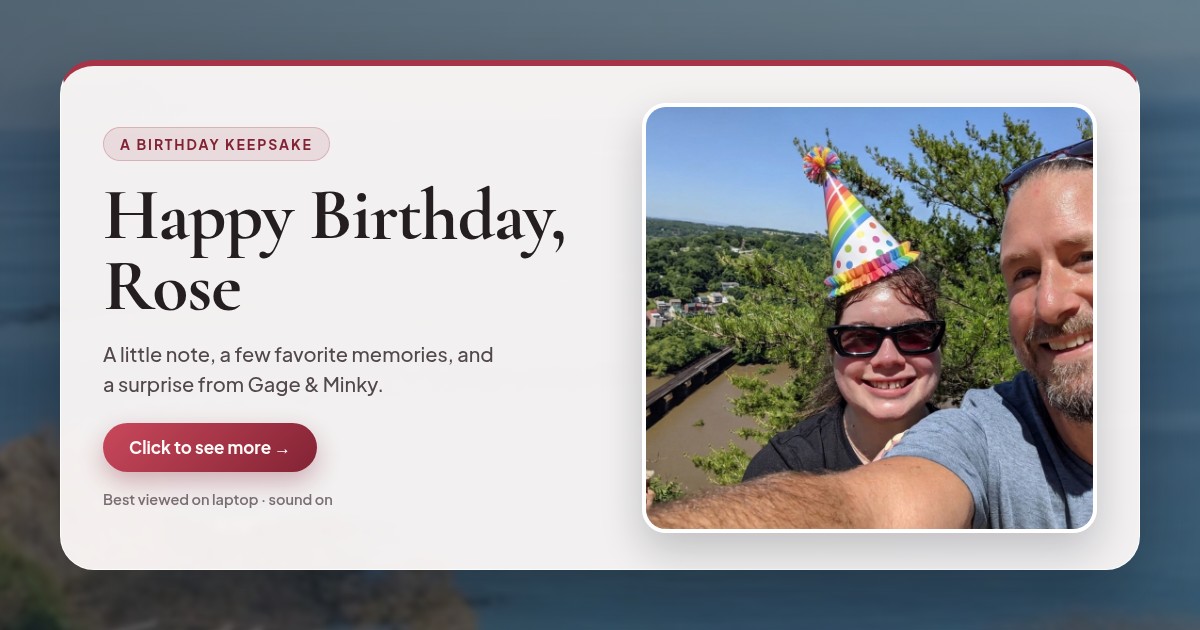 A BIRTHDAY KEEPSAKE
Happy Birthday,
Rose
A little note, a few favorite memories, and
a surprise from Gage & Minky.
Click to see more →
Best viewed on laptop · sound on